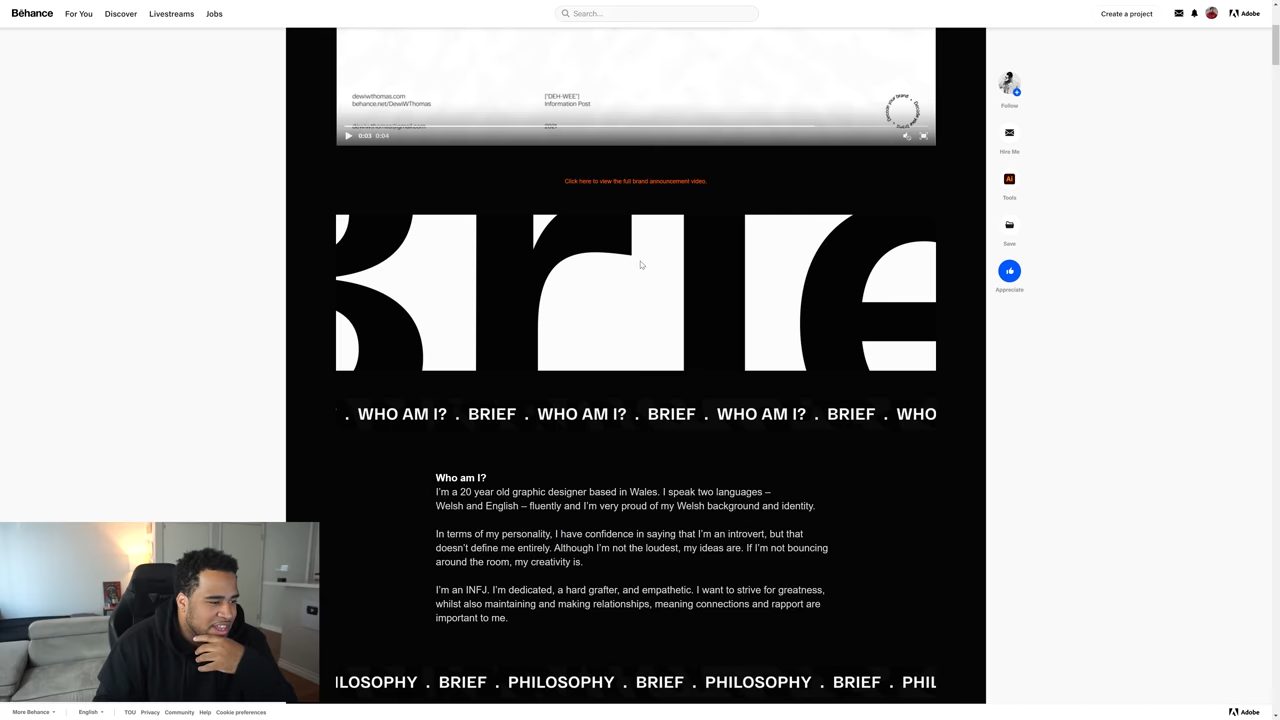 Bēhance
For You
Discover
Livestreams
Jobs
Search...
Create a project
Adobe
dewiwthomas.com
behance.net/DewiWThomas
dewiwthomas@gmail.com
["DEH-WEE"]
Information Post
2021
0:03 0:04
Click here to view the full brand announcement video.
Brie
. WHO AM I? . BRIEF . WHO AM I? . BRIEF . WHO AM I? . BRIEF . WHO
Who am I?
I'm a 20 year old graphic designer based in Wales. I speak two languages –
Welsh and English – fluently and I'm very proud of my Welsh background and identity.
In terms of my personality, I have confidence in saying that I'm an introvert, but that
doesn't define me entirely. Although I'm not the loudest, my ideas are. If I'm not bouncing
around the room, my creativity is.
I'm an INFJ. I'm dedicated, a hard grafter, and empathetic. I want to strive for greatness,
whilst also maintaining and making relationships, meaning connections and rapport are
important to me.
ILOSOPHY . BRIEF . PHILOSOPHY . BRIEF . PHILOSOPHY . BRIEF . PHIL
Follow
Hire Me
Ai
Tools
Save
Appreciate
More Behance
English
TOU Privacy Community Help Cookie preferences
Adobe